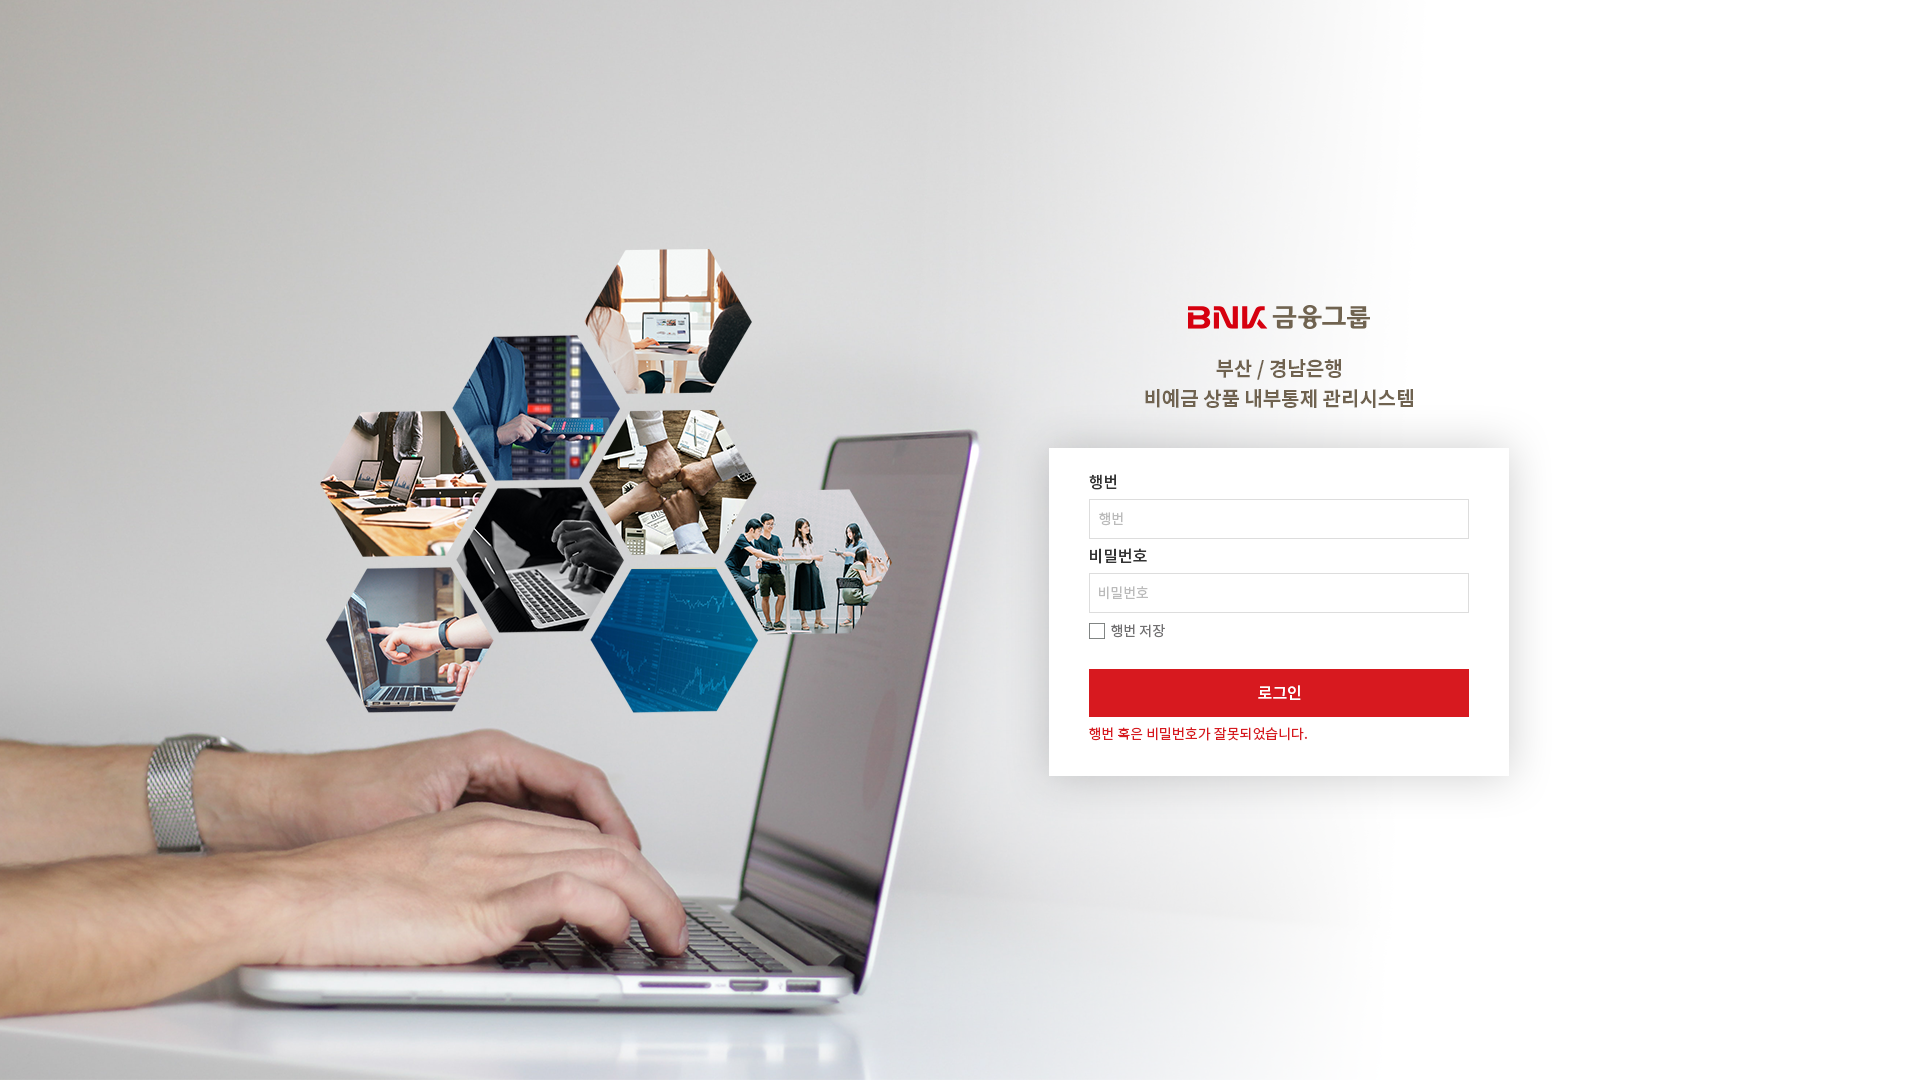 BNK 금융그룹
부산 / 경남은행
비예금 상품 내부통제 관리시스템
행번
행번
비밀번호
비밀번호
행번 저장
로그인
행번 혹은 비밀번호가 잘못되었습니다.